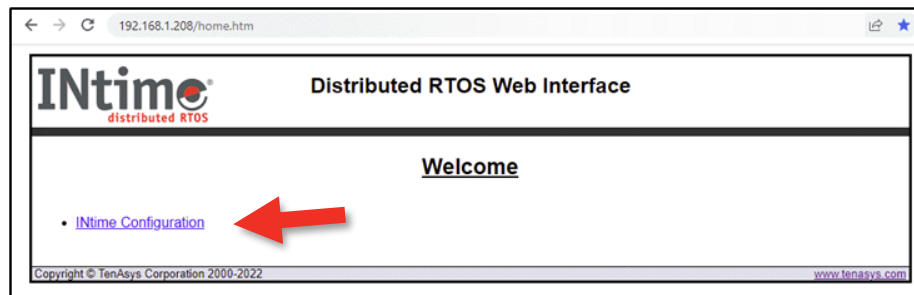 192.168.1.208/home.htm
INtime®
distributed RTOS
Distributed RTOS Web Interface
Welcome
• INtime Configuration
Copyright © TenAsys Corporation 2000-2022 www.tenasys.com